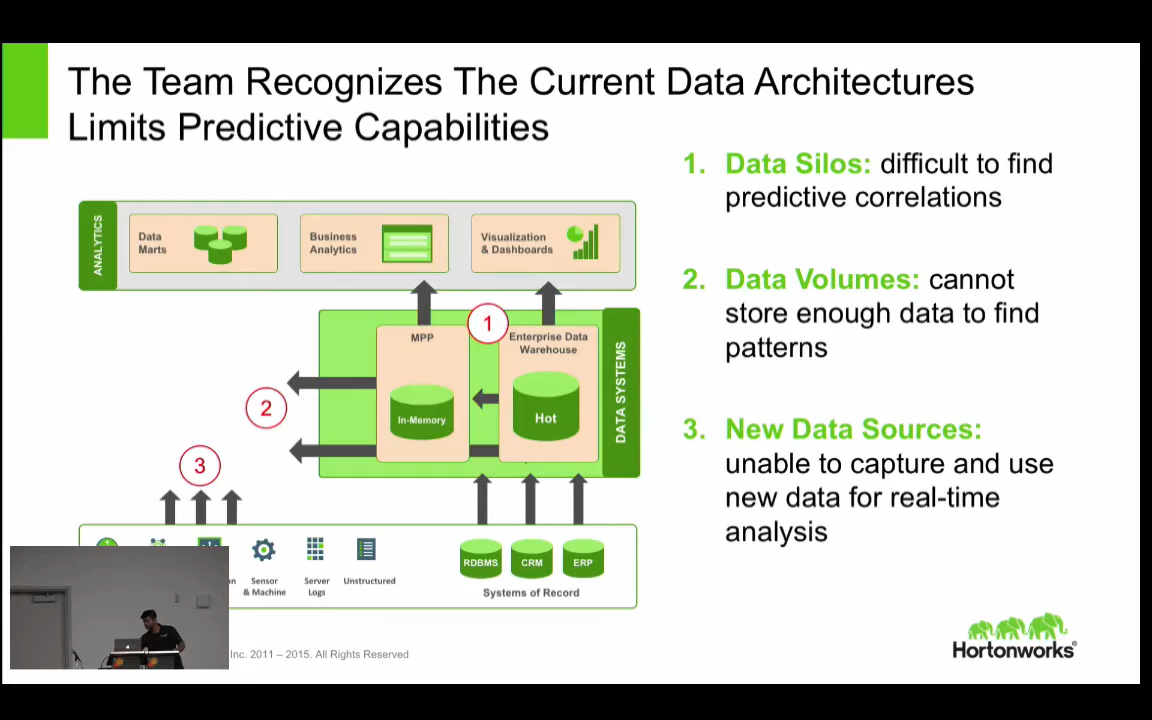 The Team Recognizes The Current Data Architectures
Limits Predictive Capabilities
1. Data Silos: difficult to find
predictive correlations
2. Data Volumes: cannot
store enough data to find
patterns
3. New Data Sources:
unable to capture and use
new data for real-time
analysis
ANALYTICS
Data
Marts
Business
Analytics
Visualization
& Dashboards
1
MPP
Enterprise Data
Warehouse
DATA SYSTEMS
In-Memory
Hot
2
3
Sensor
& Machine
Server
Logs
Unstructured
RDBMS
CRM
ERP
Systems of Record
Inc. 2011 – 2015. All Rights Reserved
Hortonworks